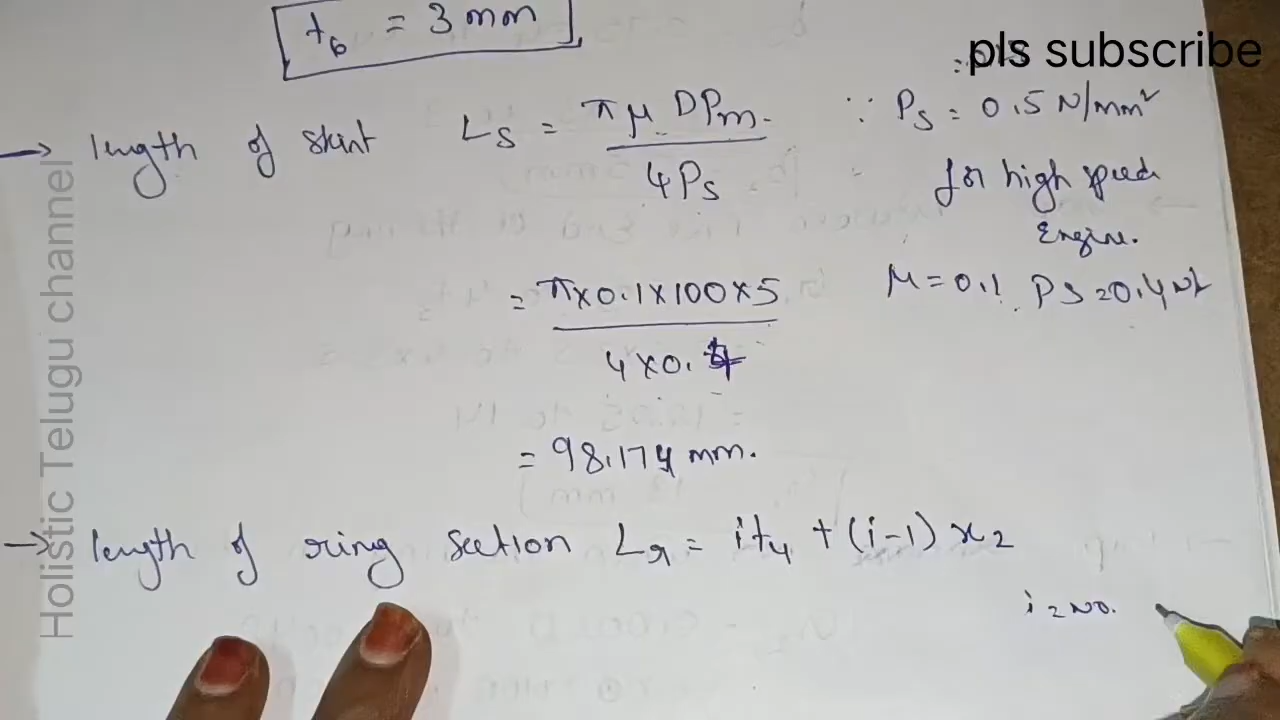 t6 = 3 mm
pls subscribe
→ length of skirt Ls = πμ DPm. / 4Ps ∵ Ps = 0.5 N/mm²
for high speed
Engine.
= π×0.1×100×5 / 4×0.4 μ = 0.1 Ps = 0.4 N/
= 98.174 mm.
→ length of ring section Lr = it4 + (i-1) x2
i = No.
Holistic Telugu channel